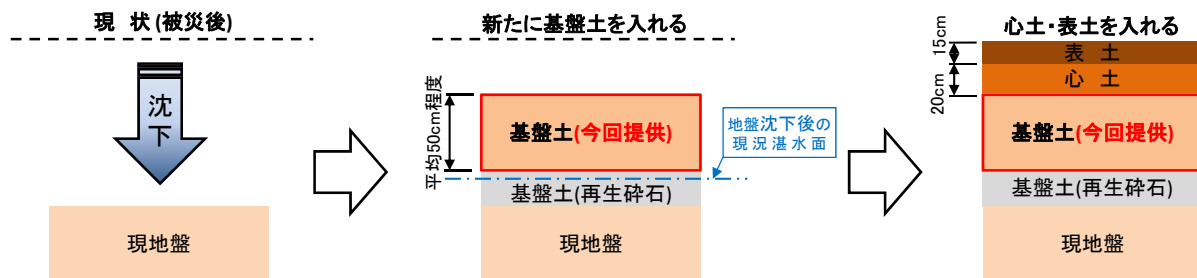 現 状(被災後)
沈
下
現地盤
新たに基盤土を入れる
平均50cm程度
基盤土(今回提供)
地盤沈下後の
現況湛水面
基盤土(再生砕石)
現地盤
心土・表土を入れる
15cm
表 土
20cm
心 土
基盤土(今回提供)
基盤土(再生砕石)
現地盤